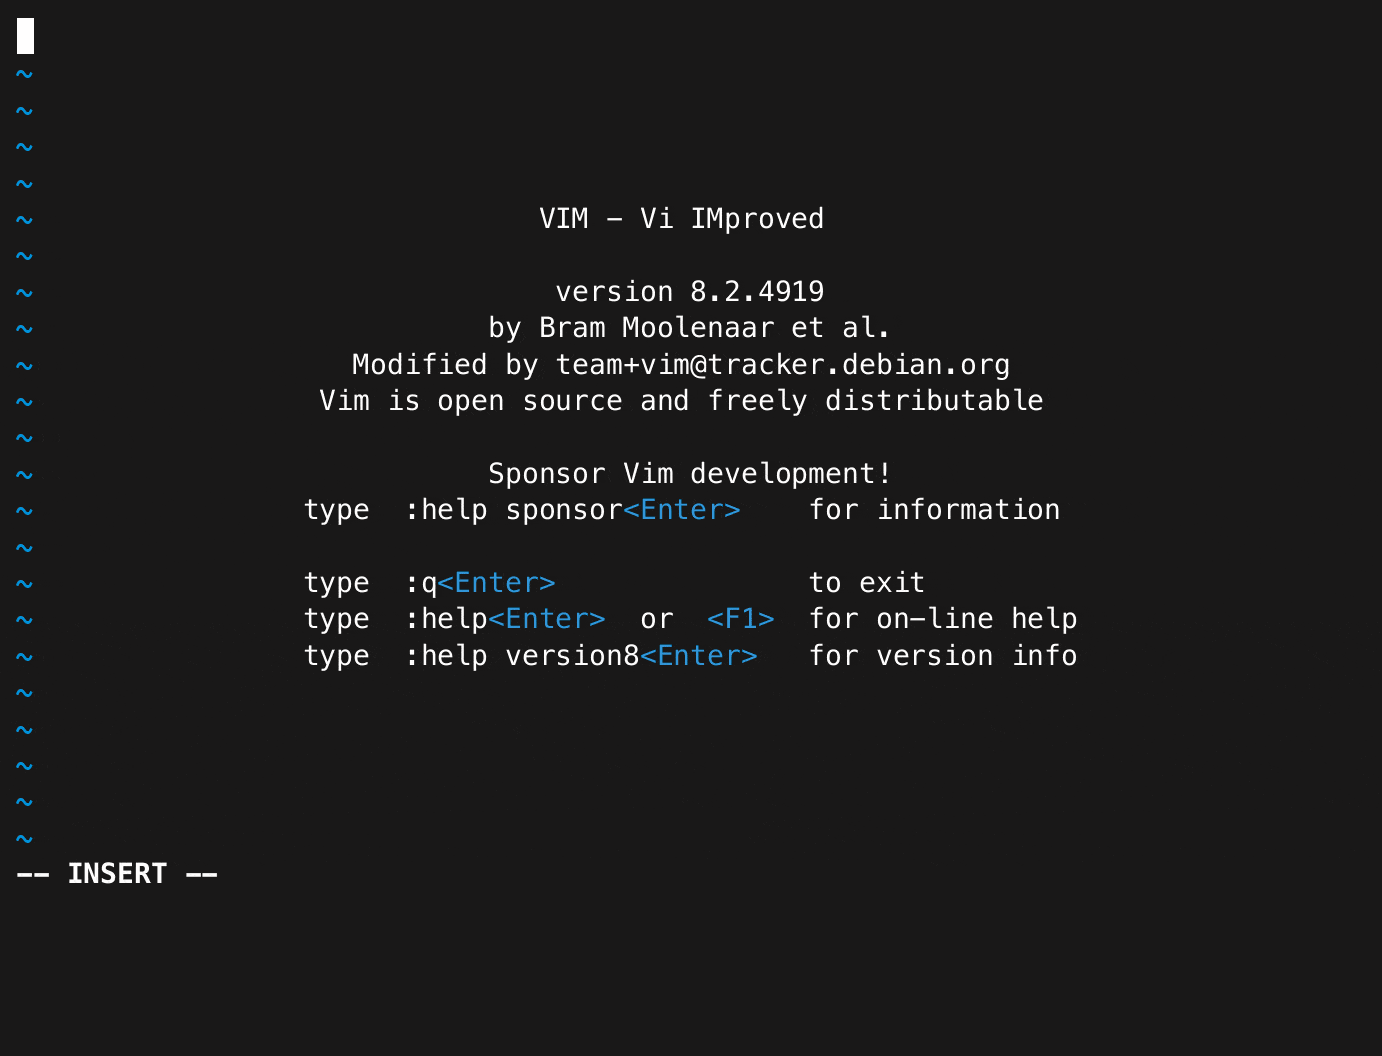 ~
~
~
~
~ VIM - Vi IMproved
~
~ version 8.2.4919
~ by Bram Moolenaar et al.
~ Modified by team+vim@tracker.debian.org
~ Vim is open source and freely distributable
~
~ Sponsor Vim development!
~ type :help sponsor<Enter> for information
~
~ type :q<Enter> to exit
~ type :help<Enter> or <F1> for on-line help
~ type :help version8<Enter> for version info
~
~
~
~
~
-- INSERT --